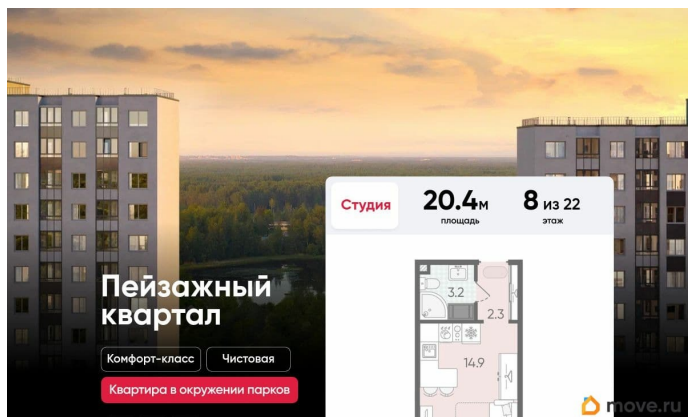 Студия
20.4м
площадь
8 из 22
этаж
Пейзажный
квартал
Комфорт-класс
Чистовая
Квартира в окружении парков
3.2
2.3
14.9
move.ru